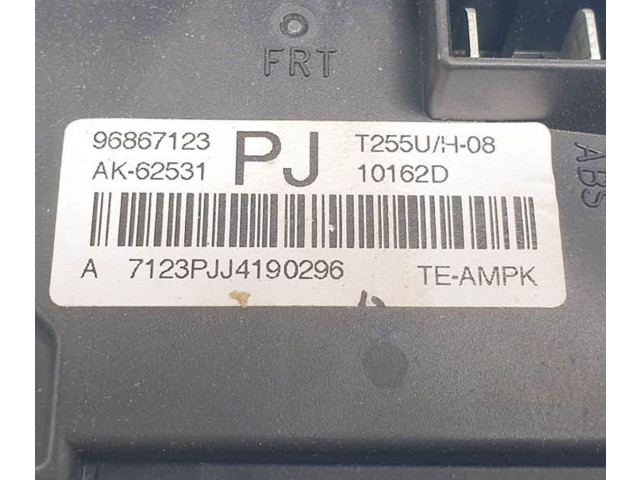 FRT
96867123 PJ T255U/H-08
AK-62531 10162D
A 7123PJJ4190296 TE-AMPK
ABS